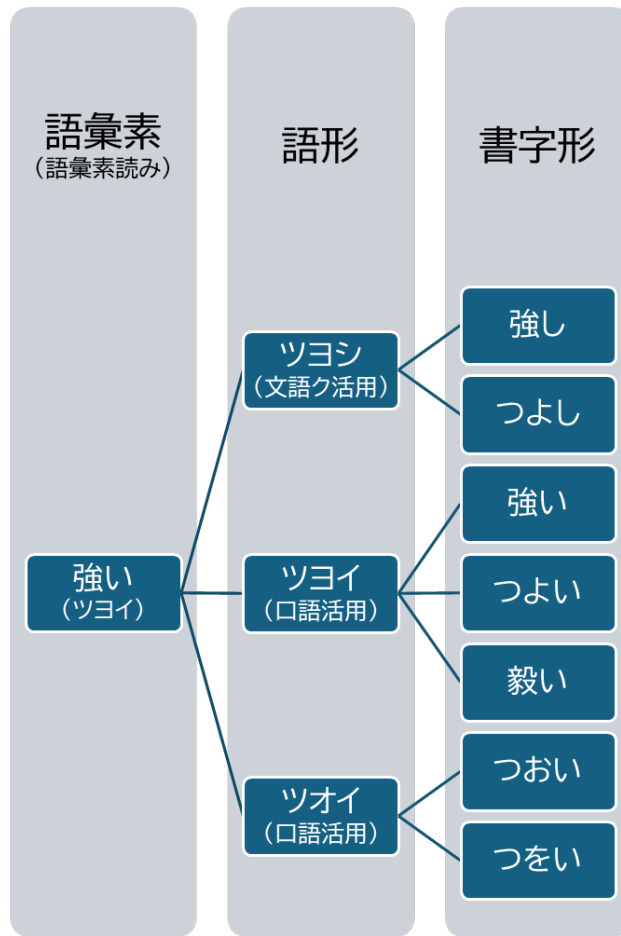 語彙素
（語彙素読み）
語形
書字形
強い
（ツヨイ）
ツヨシ
（文語ク活用）
ツヨイ
（口語活用）
ツオイ
（口語活用）
強し
つよし
強い
つよい
毅い
つおい
つをい